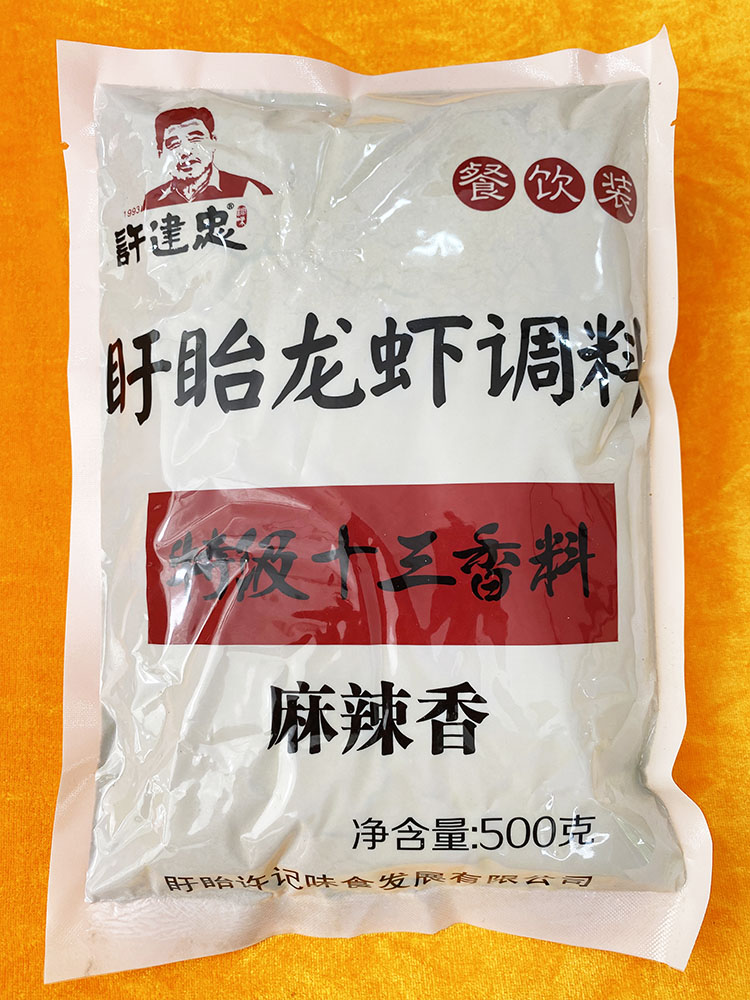 餐饮装
1993
許建忠®
盱眙龙虾调料
特级十三香料
麻辣香
净含量:500克
盱眙许记味食发展有限公司